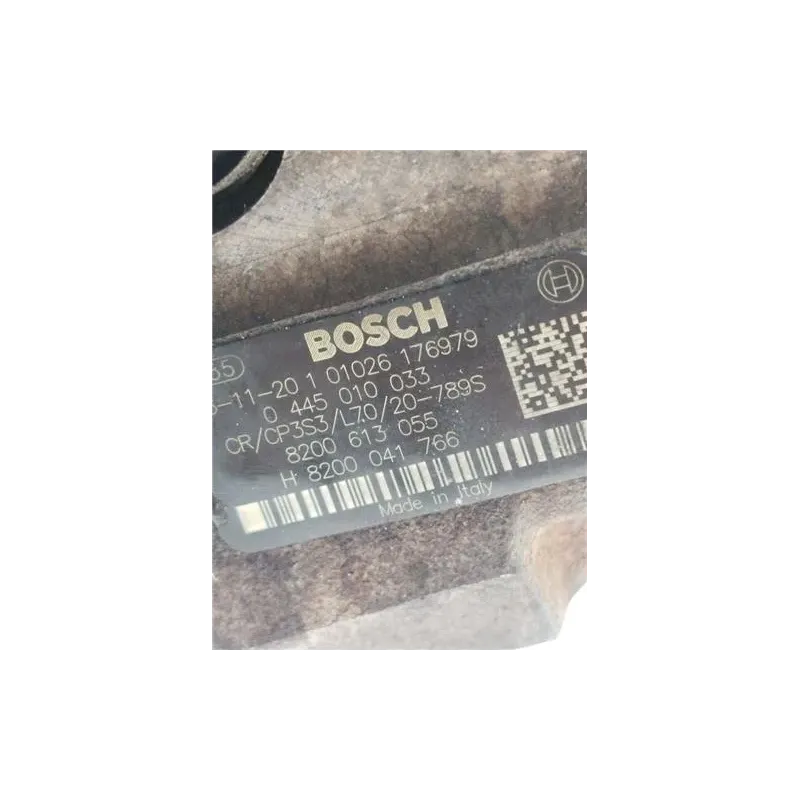 BOSCH
-11-20 1 01026 176979
0 445 010 033
CR/CP3S3/L70/20-789S
8200 613 055
H 8200 041 766
Made in Italy